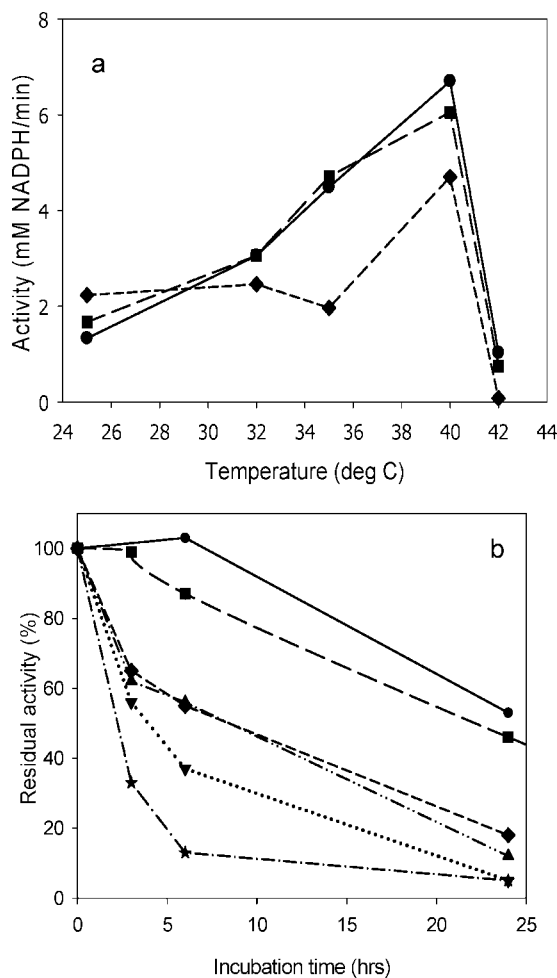 a
Activity (mM NADPH/min)
8
6
4
2
0
24 26 28 30 32 34 36 38 40 42 44
Temperature (deg C)
b
Residual activity (%)
100
80
60
40
20
0
0 5 10 15 20 25
Incubation time (hrs)